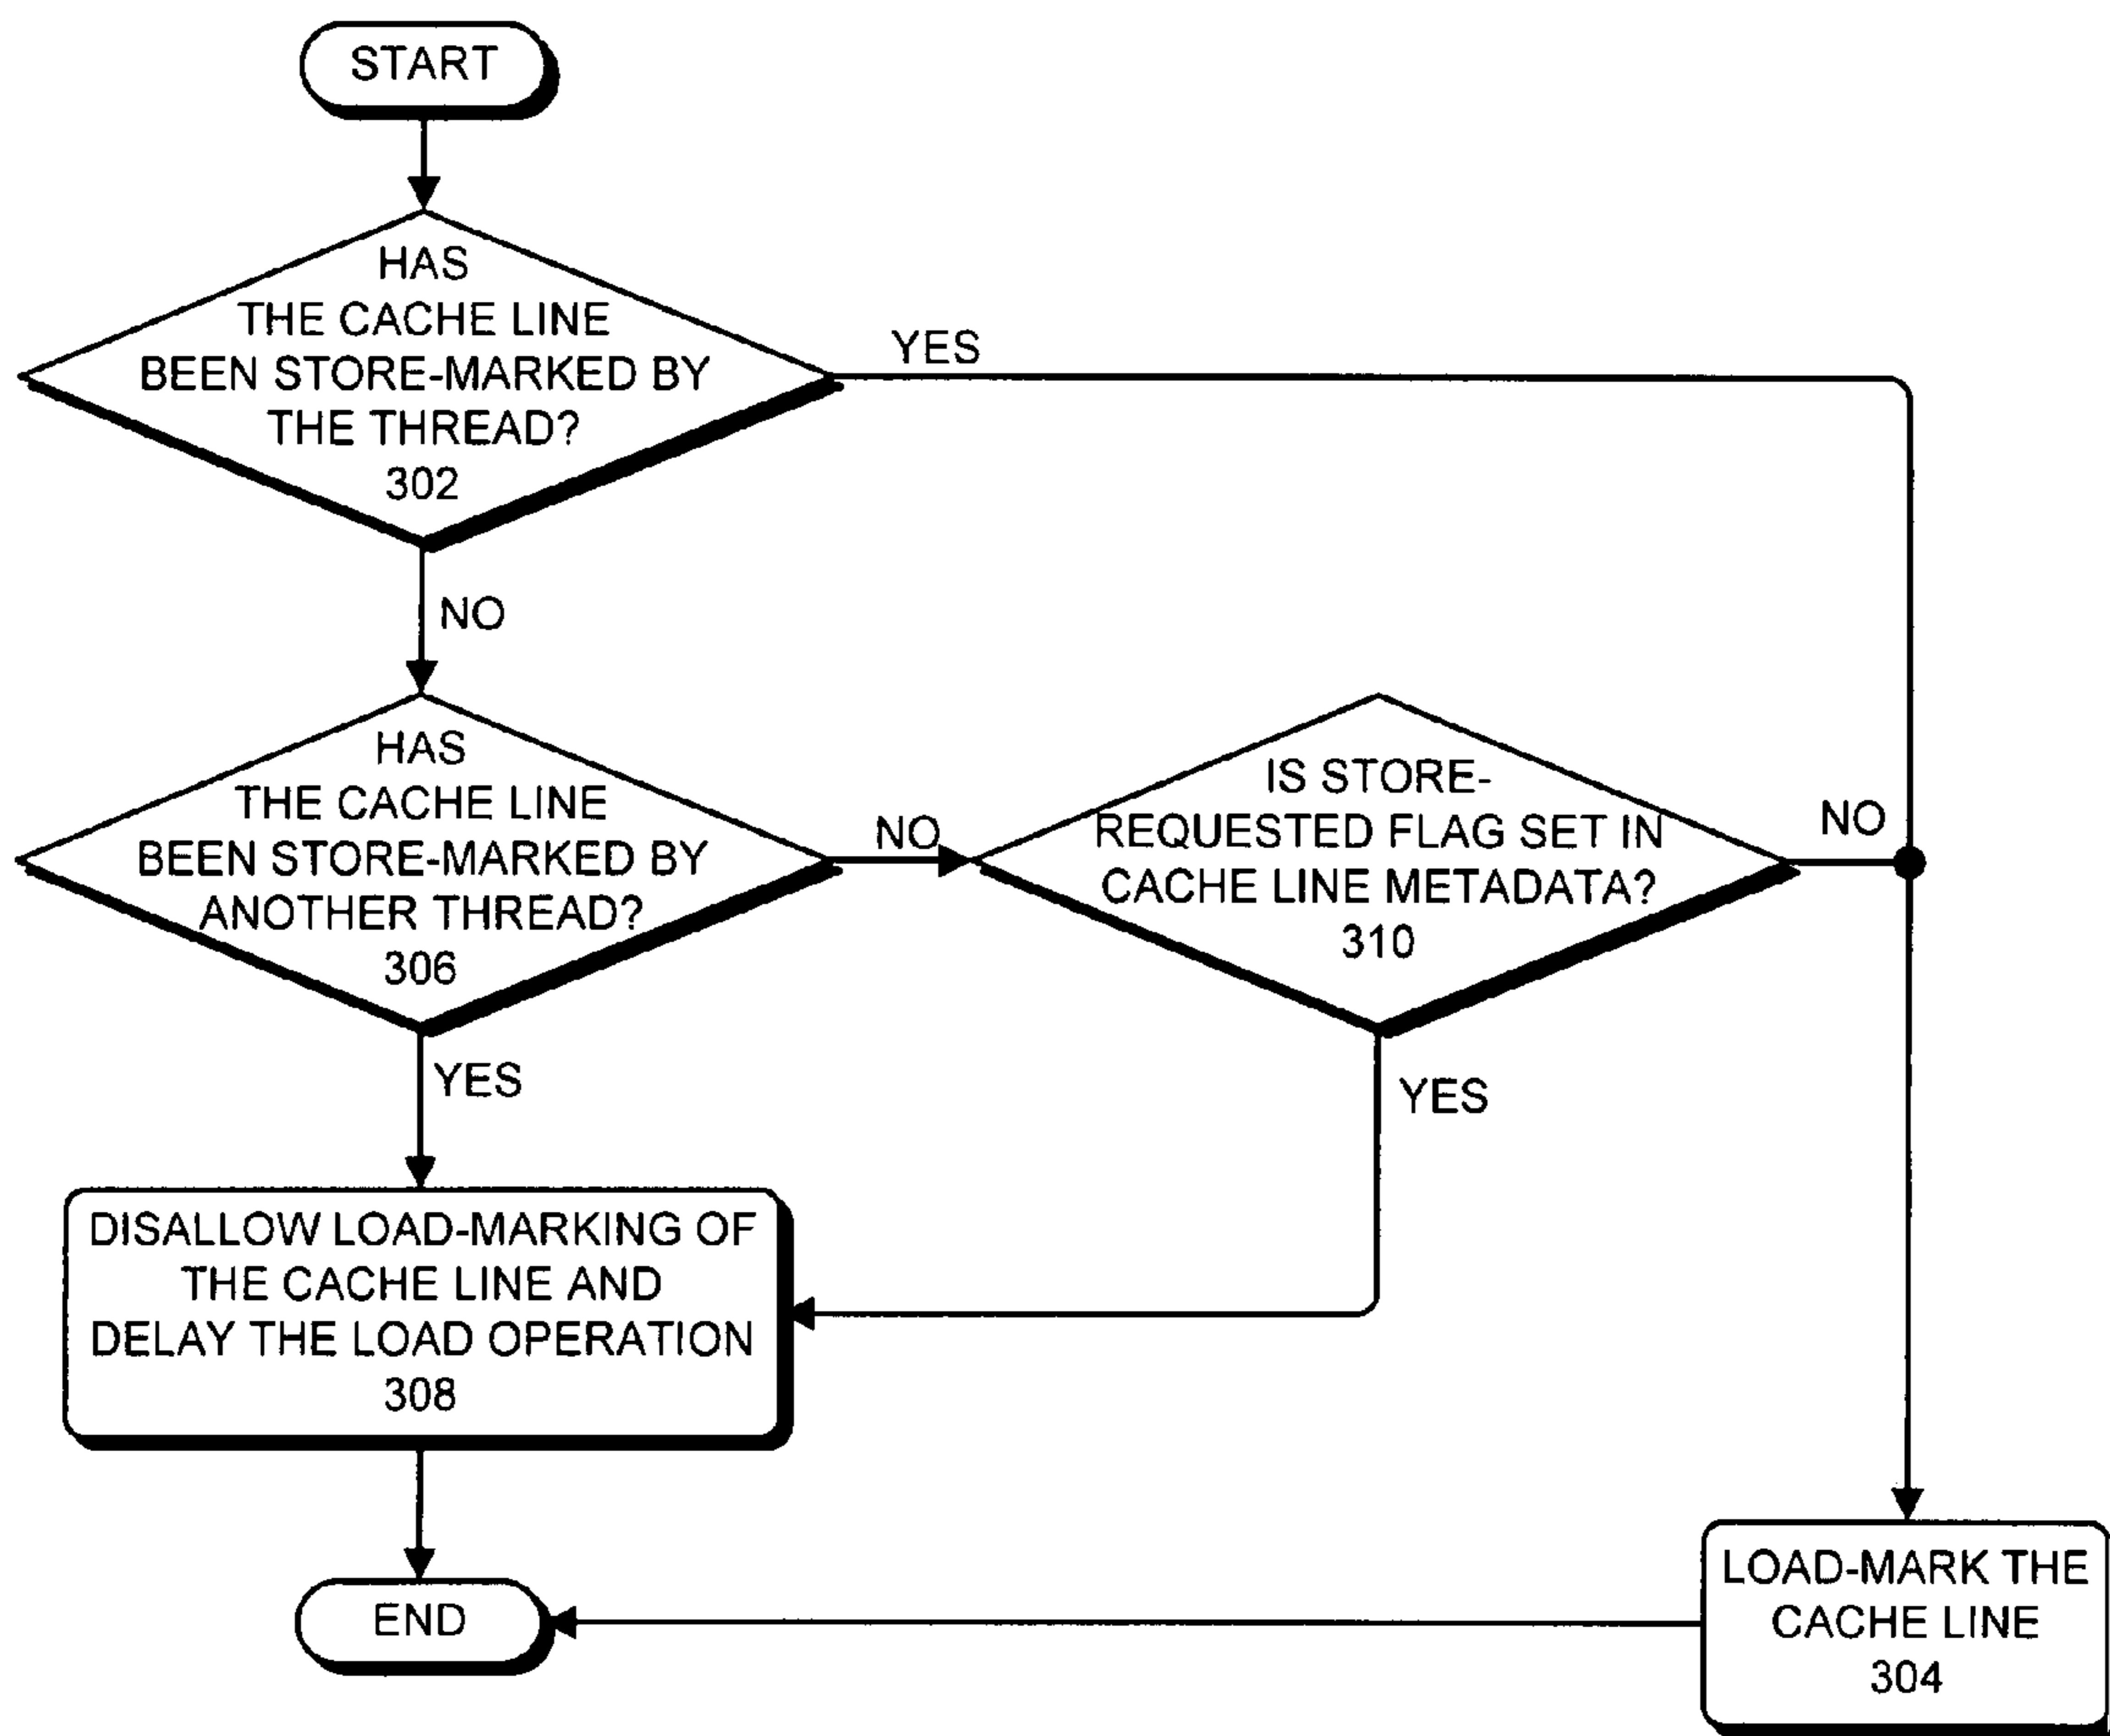 START
HAS
THE CACHE LINE
BEEN STORE-MARKED BY
THE THREAD?
302
YES
NO
HAS
THE CACHE LINE
BEEN STORE-MARKED BY
ANOTHER THREAD?
306
NO
IS STORE-
REQUESTED FLAG SET IN
CACHE LINE METADATA?
310
NO
YES
YES
DISALLOW LOAD-MARKING OF
THE CACHE LINE AND
DELAY THE LOAD OPERATION
308
LOAD-MARK THE
CACHE LINE
304
END